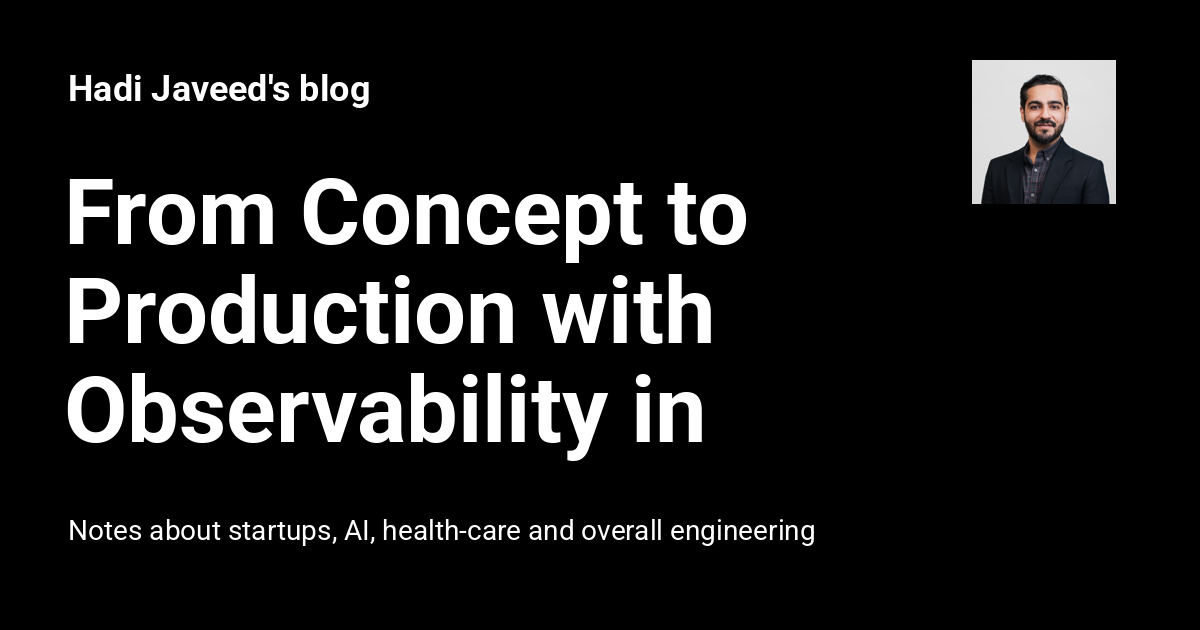 Hadi Javeed's blog
From Concept to
Production with
Observability in
Notes about startups, AI, health-care and overall engineering